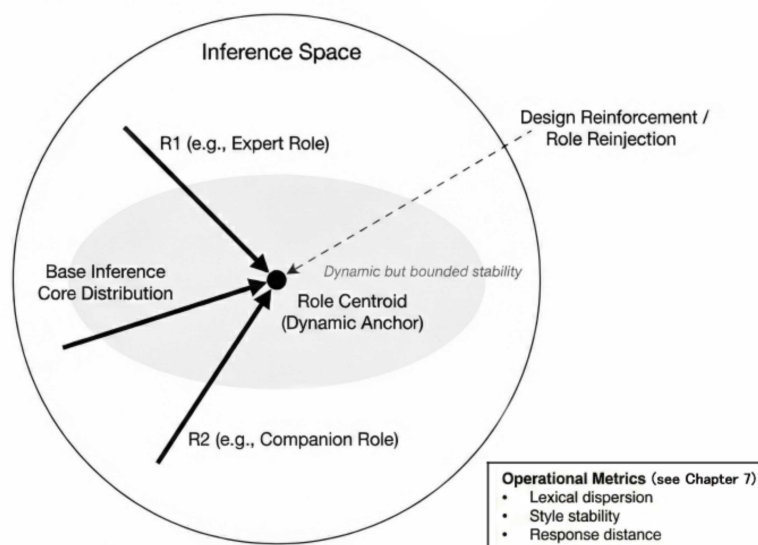 Inference Space
Design Reinforcement /
Role Reinjection
R1 (e.g., Expert Role)
Base Inference
Core Distribution
Dynamic but bounded stability
Role Centroid
(Dynamic Anchor)
R2 (e.g., Companion Role)
Operational Metrics (see Chapter 7)
• Lexical dispersion
• Style stability
• Response distance